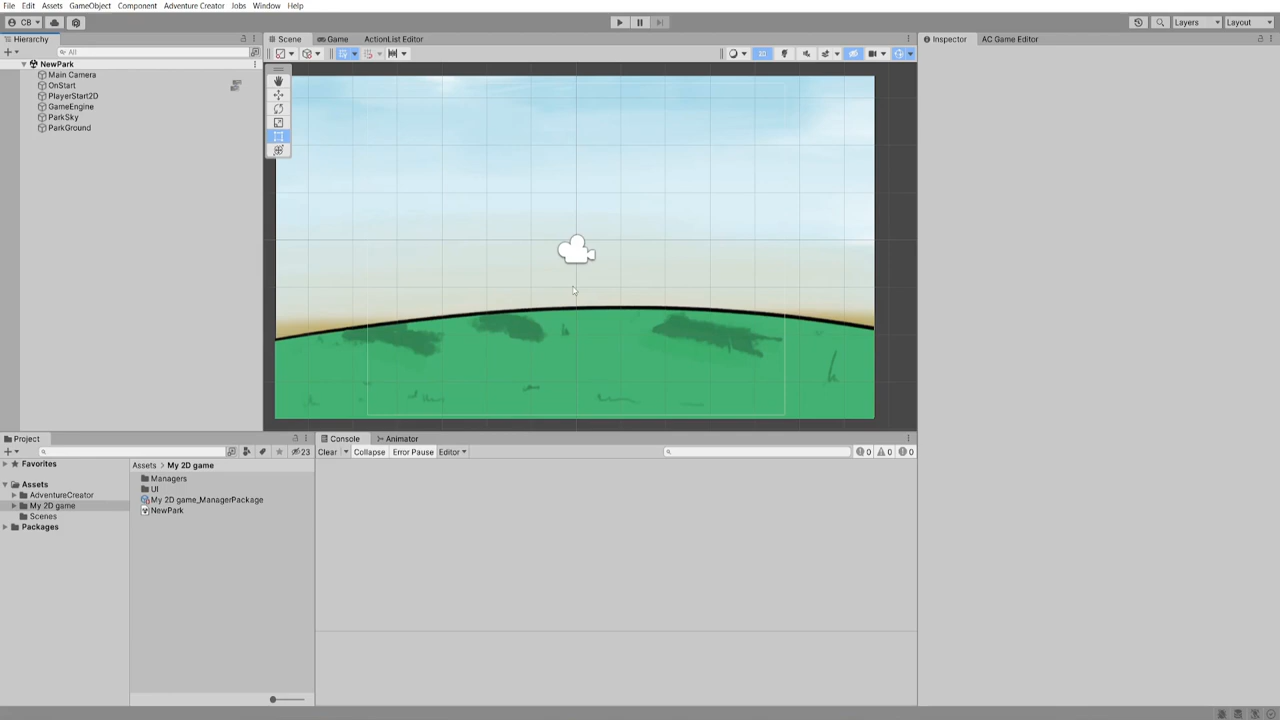 File Edit Assets GameObject Component Adventure Creator Jobs Window Help
CB Layers Layout
Hierarchy Scene Game ActionList Editor Inspector AC Game Editor
All 2D
NewPark
Main Camera
OnStart
PlayerStart2D
GameEngine
ParkSky
ParkGround
Project Console Animator
23 Clear Collapse Error Pause Editor 0 0 0
Favorites Assets > My 2D game
Managers
Assets UI
AdventureCreator My 2D game_ManagerPackage
My 2D game NewPark
Scenes
Packages